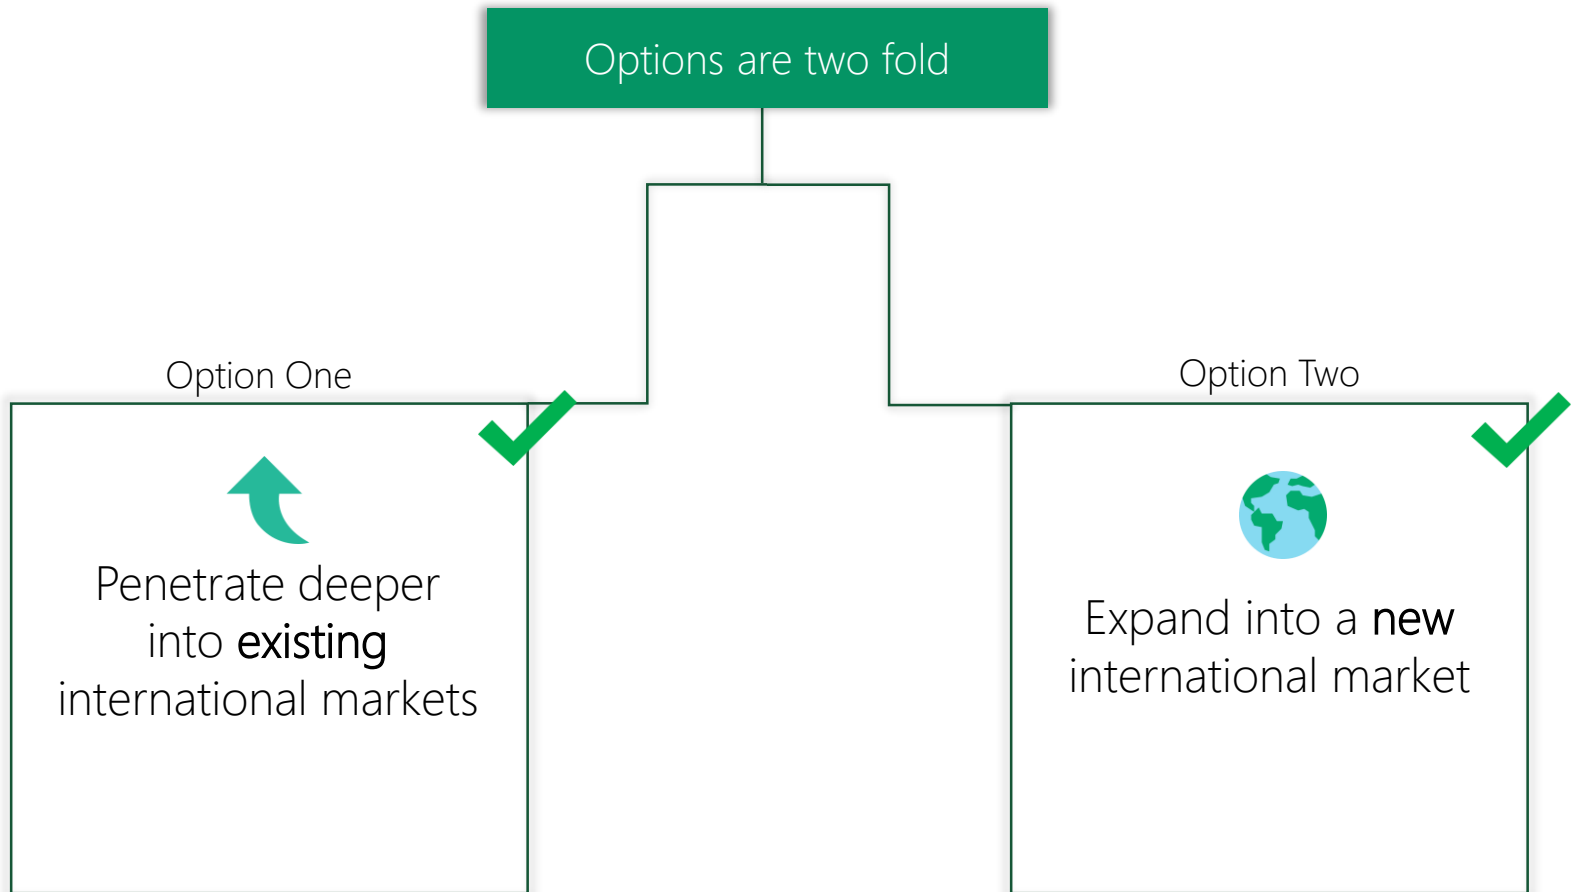 Options are two fold
Option One
Penetrate deeper
into existing
international markets
Option Two
Expand into a new
international market